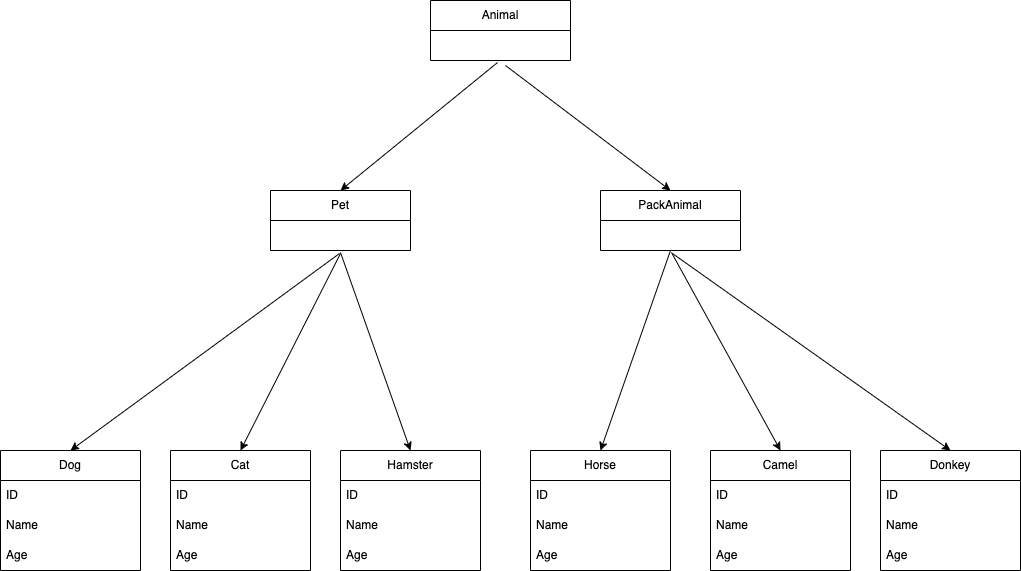 Animal
Pet
PackAnimal
Dog
ID
Name
Age
Cat
ID
Name
Age
Hamster
ID
Name
Age
Horse
ID
Name
Age
Camel
ID
Name
Age
Donkey
ID
Name
Age